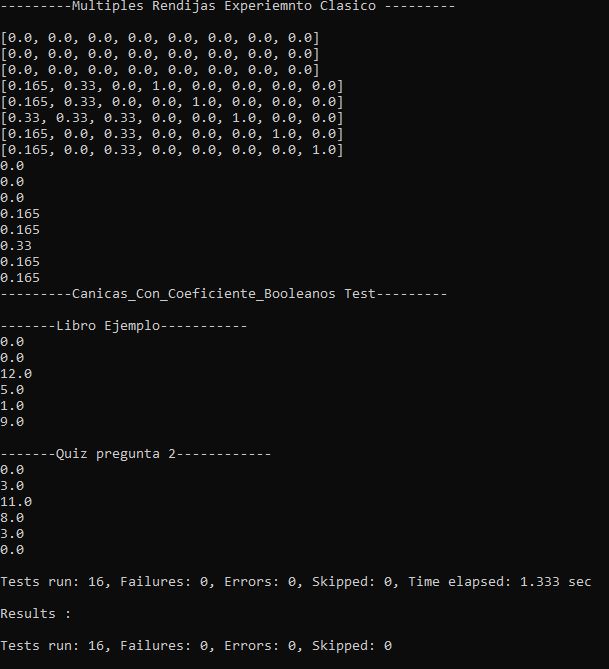 ---------Multiples Rendijas Experiemnto Clasico ---------
[0.0, 0.0, 0.0, 0.0, 0.0, 0.0, 0.0, 0.0]
[0.0, 0.0, 0.0, 0.0, 0.0, 0.0, 0.0, 0.0]
[0.0, 0.0, 0.0, 0.0, 0.0, 0.0, 0.0, 0.0]
[0.165, 0.33, 0.0, 1.0, 0.0, 0.0, 0.0, 0.0]
[0.165, 0.33, 0.0, 0.0, 1.0, 0.0, 0.0, 0.0]
[0.33, 0.33, 0.33, 0.0, 0.0, 1.0, 0.0, 0.0]
[0.165, 0.0, 0.33, 0.0, 0.0, 0.0, 1.0, 0.0]
[0.165, 0.0, 0.33, 0.0, 0.0, 0.0, 0.0, 1.0]
0.0
0.0
0.0
0.165
0.165
0.33
0.165
0.165
---------Canicas_Con_Coeficiente_Booleanos Test---------
-------Libro Ejemplo-----------
0.0
0.0
12.0
5.0
1.0
9.0
-------Quiz pregunta 2------------
0.0
3.0
11.0
8.0
3.0
0.0
Tests run: 16, Failures: 0, Errors: 0, Skipped: 0, Time elapsed: 1.333 sec
Results :
Tests run: 16, Failures: 0, Errors: 0, Skipped: 0